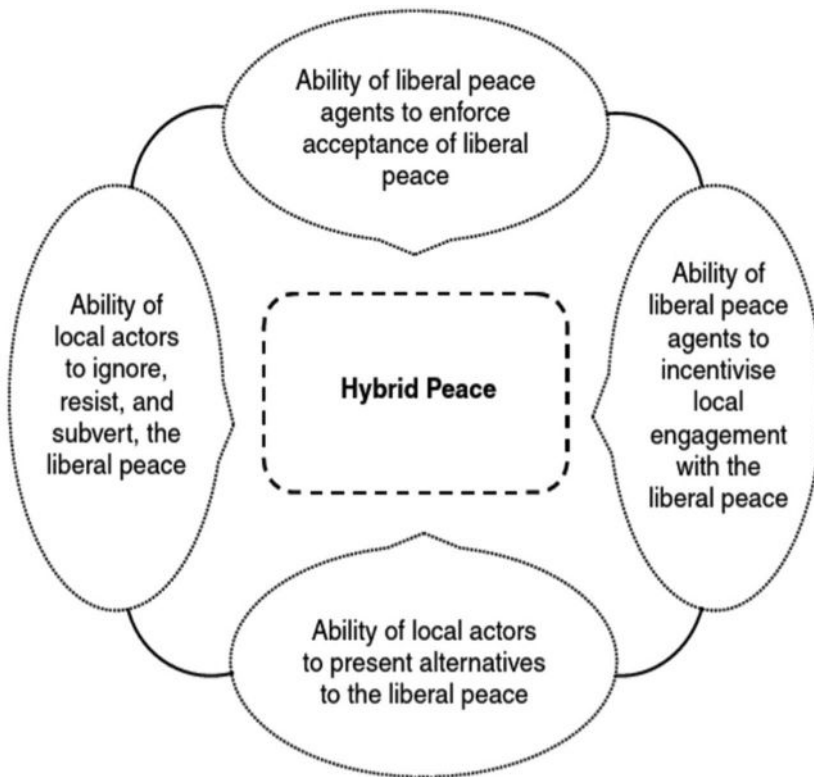 Ability of liberal peace
agents to enforce
acceptance of liberal
peace
Ability of
local actors
to ignore,
resist, and
subvert, the
liberal peace
Hybrid Peace
Ability of
liberal peace
agents to
incentivise
local
engagement
with the
liberal peace
Ability of local actors
to present alternatives
to the liberal peace